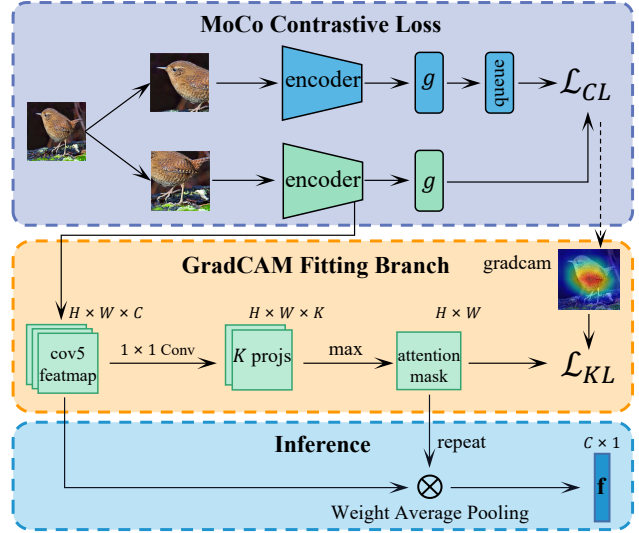 MoCo Contrastive Loss
encoder
g
queue
ℒ_CL
encoder
g
GradCAM Fitting Branch
gradcam
H × W × C
H × W × K
H × W
cov5
featmap
1 × 1 Conv
K projs
max
attention
mask
ℒ_KL
Inference
repeat
C × 1
f
Weight Average Pooling